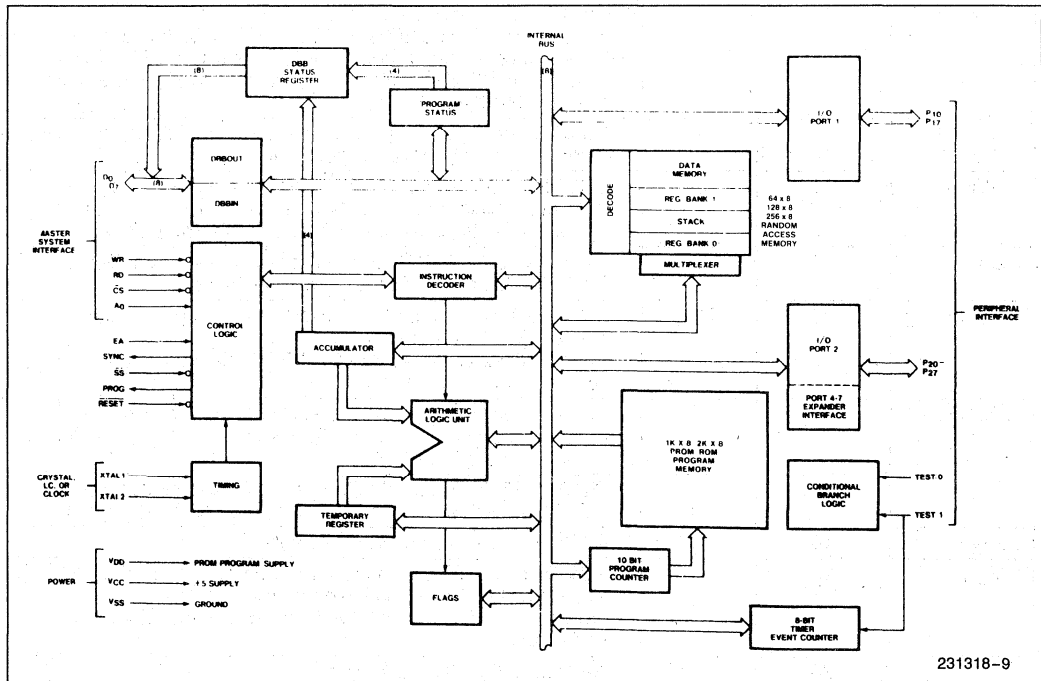 INTERNAL
BUS
(8)
DBB
STATUS
REGISTER
(8)
(4)
PROGRAM
STATUS
D0
D7
(8)
DBBOUT
DBBIN
(4)
MASTER
SYSTEM
INTERFACE
WR
RD
CS
A0
EA
SYNC
SS
PROG
RESET
CONTROL
LOGIC
INSTRUCTION
DECODER
ACCUMULATOR
ARITHMETIC
LOGIC UNIT
CRYSTAL,
LC, OR
CLOCK
XTAL 1
XTAL 2
TIMING
TEMPORARY
REGISTER
POWER
VDD
PROM PROGRAM SUPPLY
VCC
+5 SUPPLY
VSS
GROUND
FLAGS
I/O
PORT 1
P10
P17
DECODE
DATA
MEMORY
REG. BANK 1
STACK
REG. BANK 0
MULTIPLEXER
64 x 8
128 x 8
256 x 8
RANDOM
ACCESS
MEMORY
PERIPHERAL
INTERFACE
I/O
PORT 2
PORT 4-7
EXPANDER
INTERFACE
P20-
P27
1K X 8 2K X 8
PROM ROM
PROGRAM
MEMORY
CONDITIONAL
BRANCH
LOGIC
TEST 0
TEST 1
10 BIT
PROGRAM
COUNTER
8-BIT
TIMER
EVENT COUNTER
231318-9